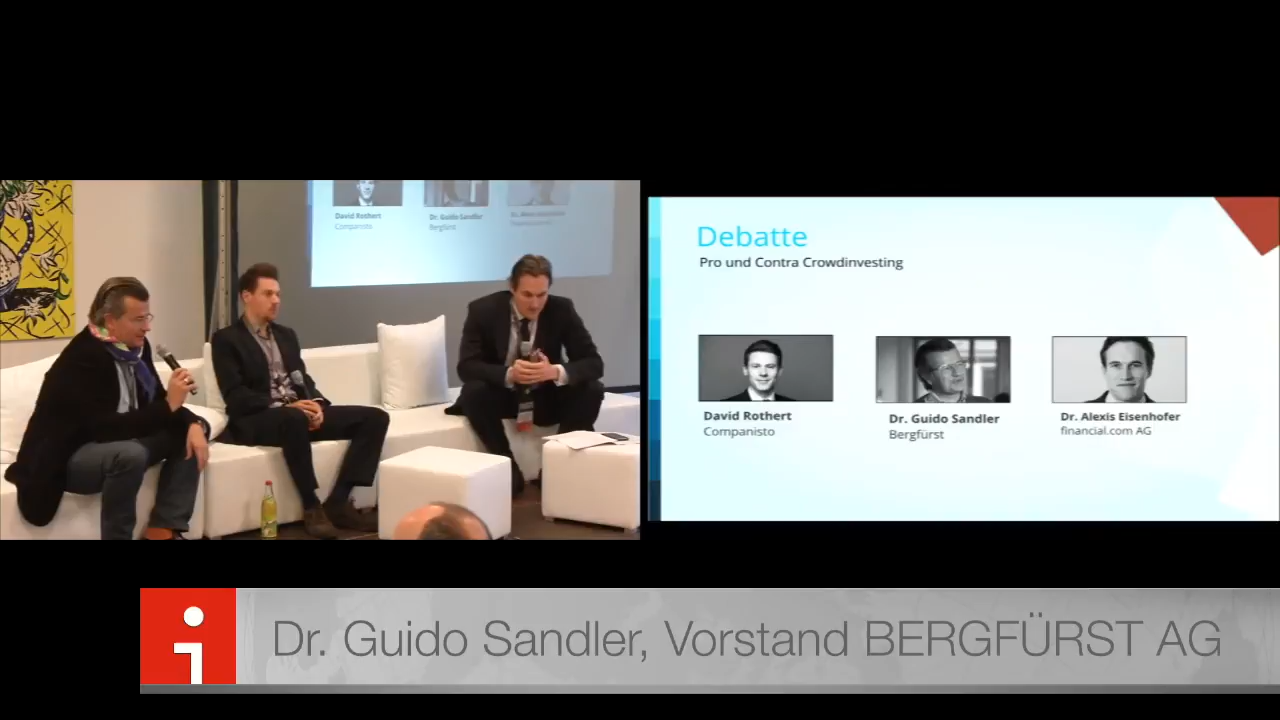 David Rothert
Companisto
Dr. Guido Sandler
Bergfürst
Debatte
Pro und Contra Crowdinvesting
David Rothert
Companisto
Dr. Guido Sandler
Bergfürst
Dr. Alexis Eisenhofer
financial.com AG
Dr. Guido Sandler, Vorstand BERGFÜRST AG